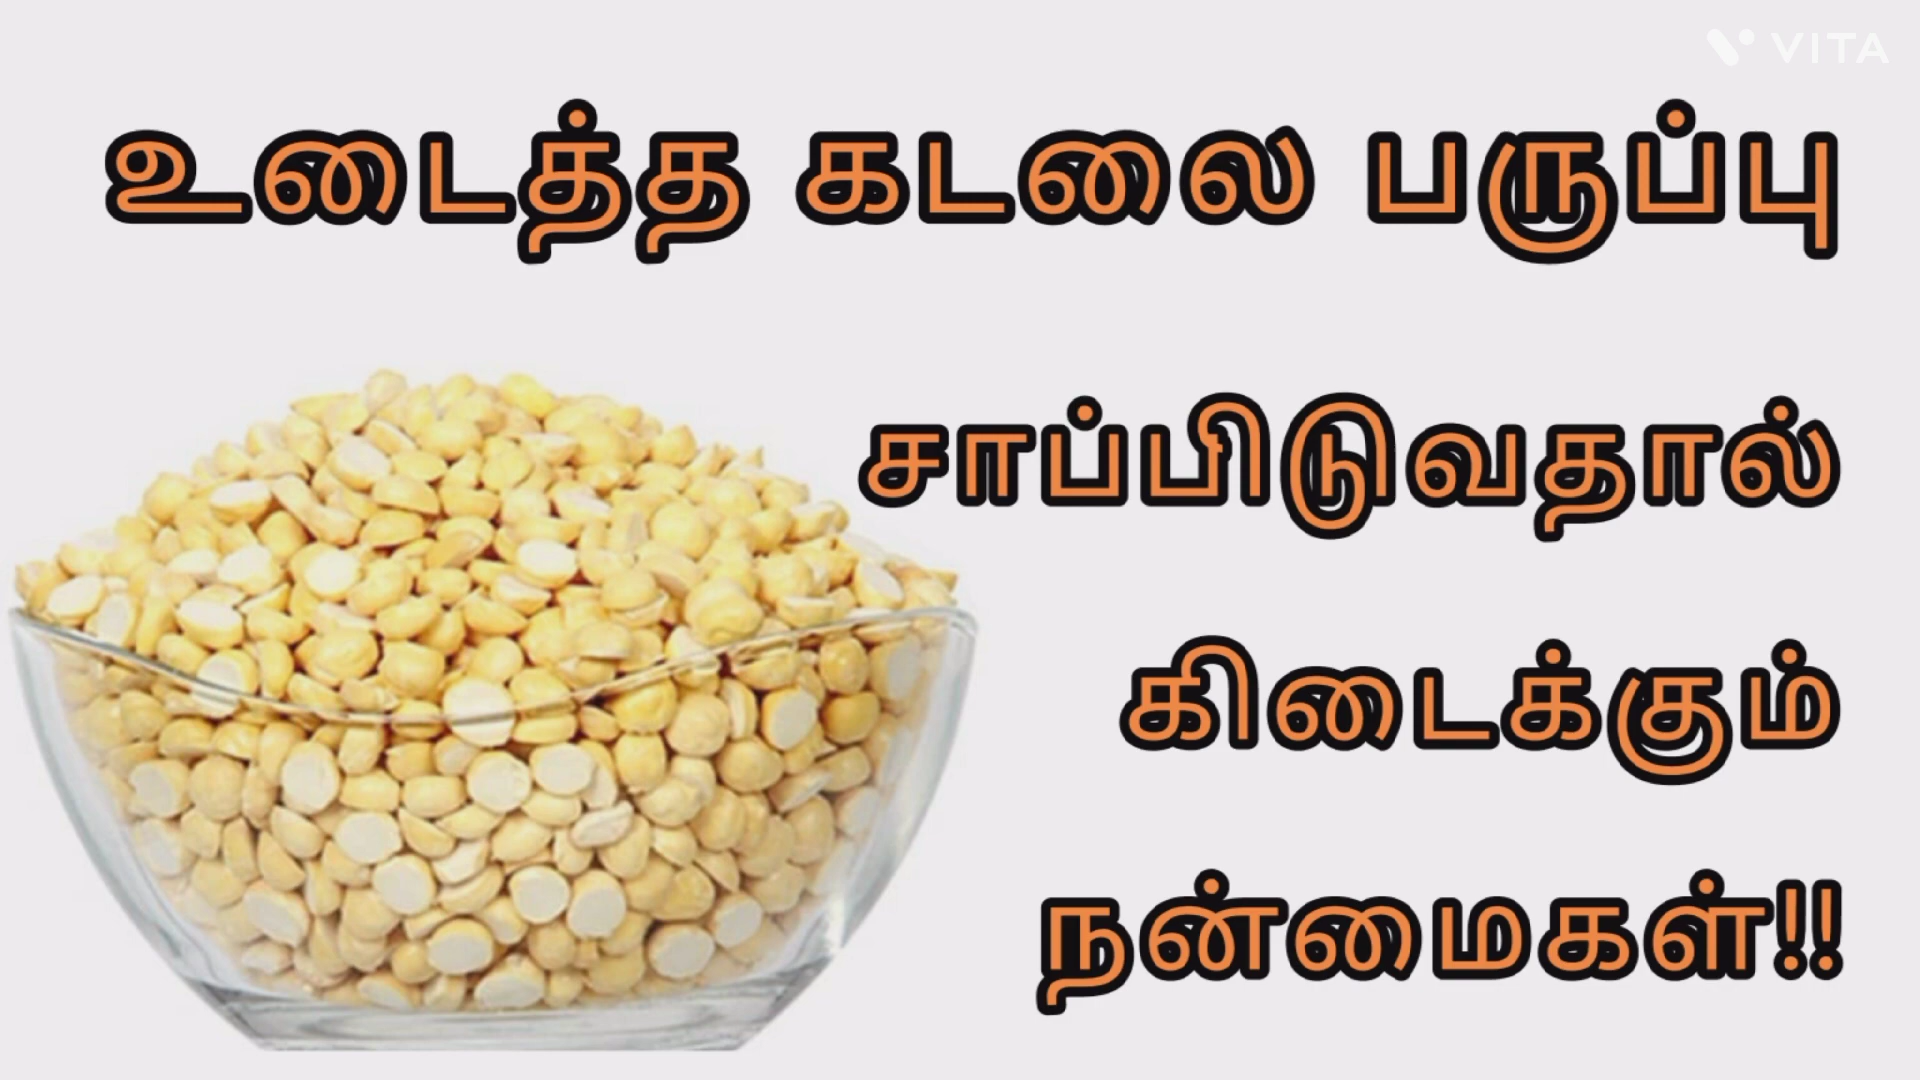 VITA
உடைத்த கடலை பருப்பு
சாப்பிடுவதால்
கிடைக்கும்
நன்மைகள்!!